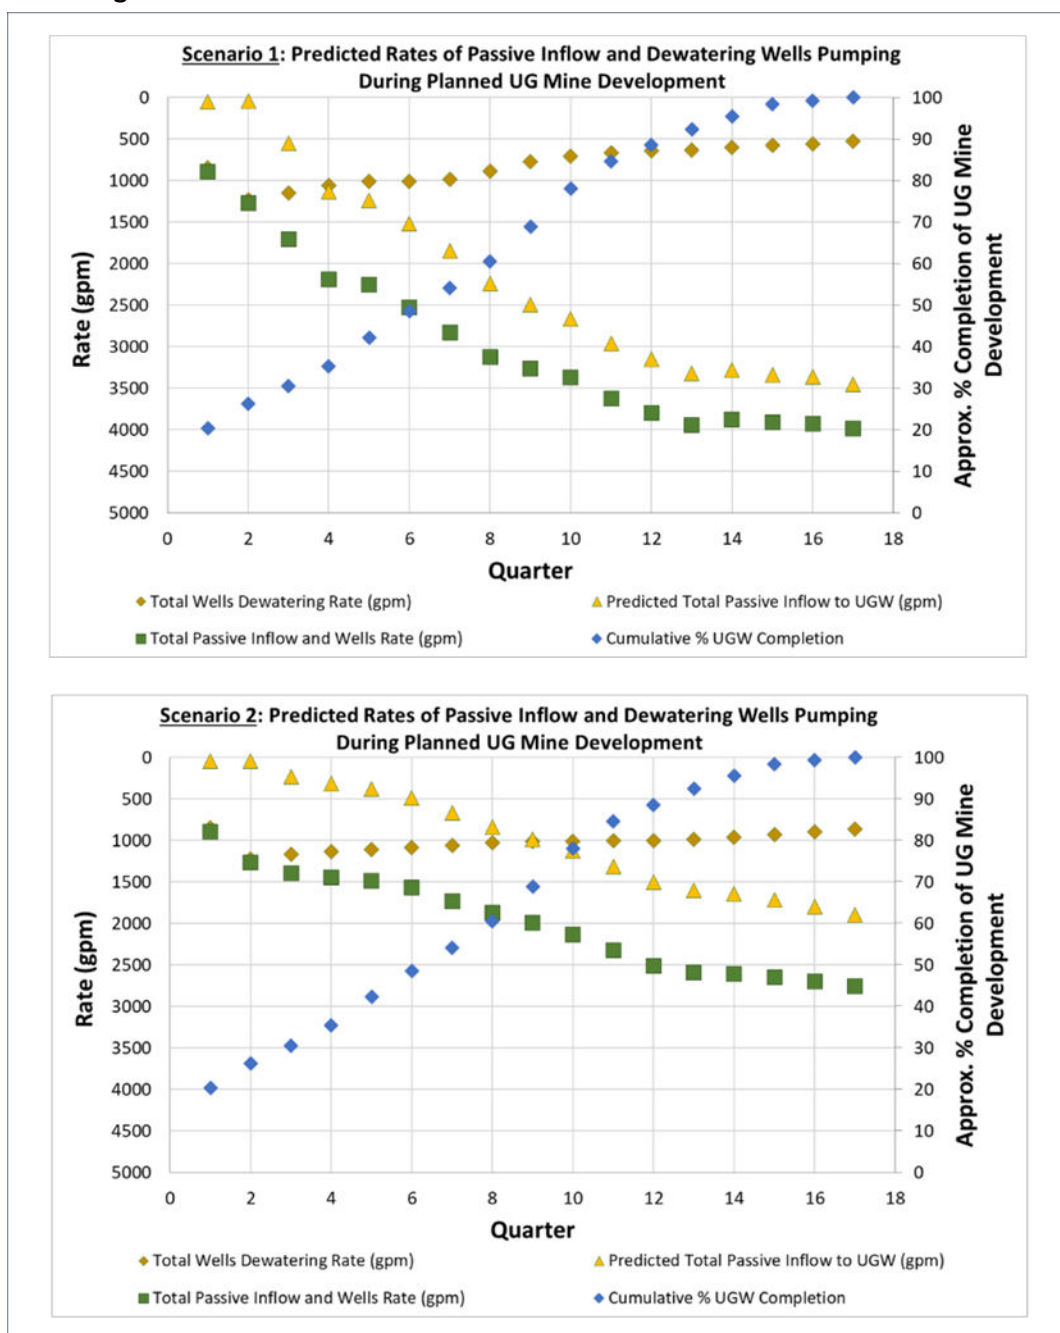 Scenario 1: Predicted Rates of Passive Inflow and Dewatering Wells Pumping
During Planned UG Mine Development
0
500
1000
1500
2000
2500
3000
3500
4000
4500
5000
Rate (gpm)
100
90
80
70
60
50
40
30
20
10
0
Approx. % Completion of UG Mine
Development
0 2 4 6 8 10 12 14 16 18
Quarter
Total Wells Dewatering Rate (gpm) Predicted Total Passive Inflow to UGW (gpm)
Total Passive Inflow and Wells Rate (gpm) Cumulative % UGW Completion
Scenario 2: Predicted Rates of Passive Inflow and Dewatering Wells Pumping
During Planned UG Mine Development
0
500
1000
1500
2000
2500
3000
3500
4000
4500
5000
Rate (gpm)
100
90
80
70
60
50
40
30
20
10
0
Approx. % Completion of UG Mine
Development
0 2 4 6 8 10 12 14 16 18
Quarter
Total Wells Dewatering Rate (gpm) Predicted Total Passive Inflow to UGW (gpm)
Total Passive Inflow and Wells Rate (gpm) Cumulative % UGW Completion